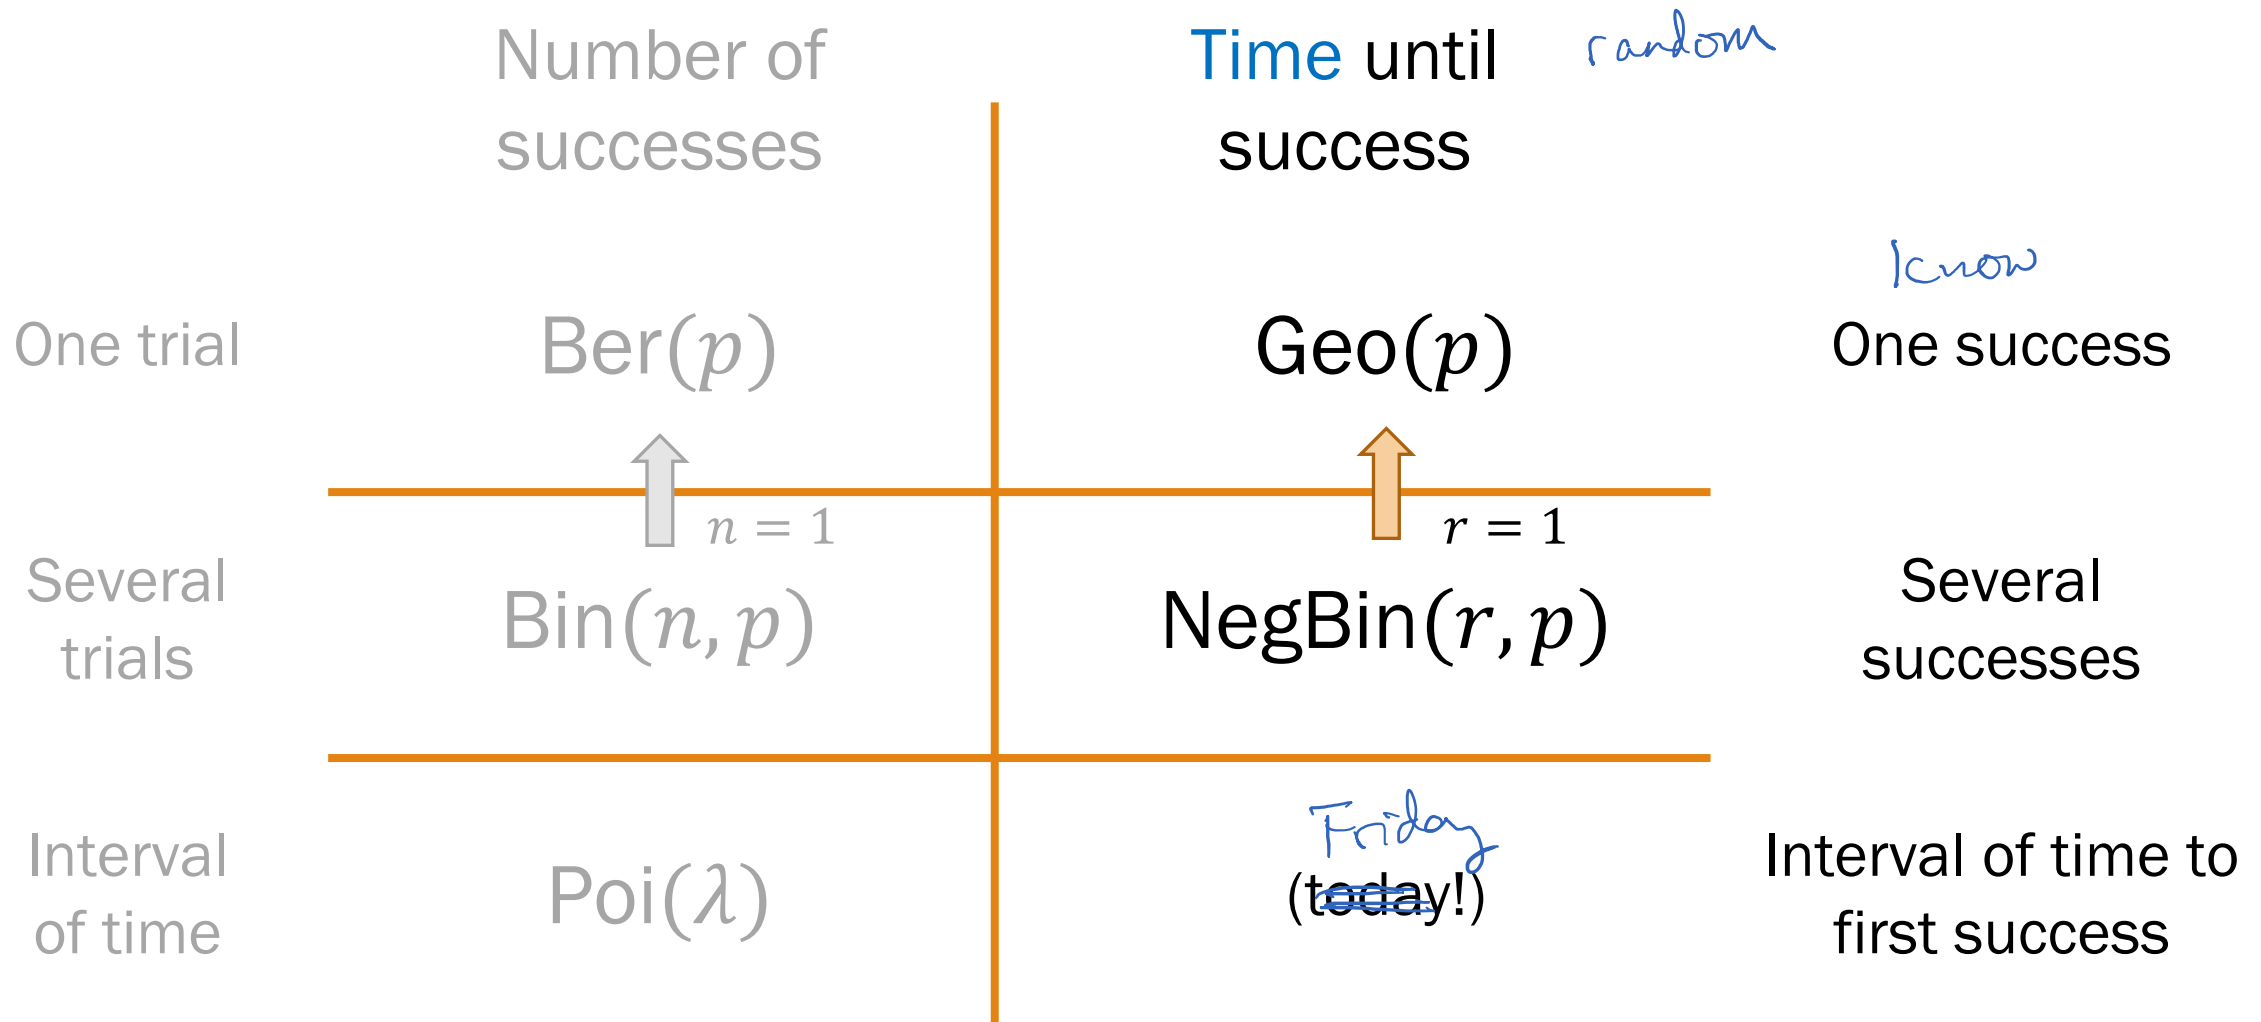 Number of
successes
Time until
success
random
know
One trial
Ber(p)
Geo(p)
One success
n = 1
r = 1
Several
trials
Bin(n, p)
NegBin(r, p)
Several
successes
Friday
Interval
of time
Poi(λ)
(today!)
Interval of time to
first success